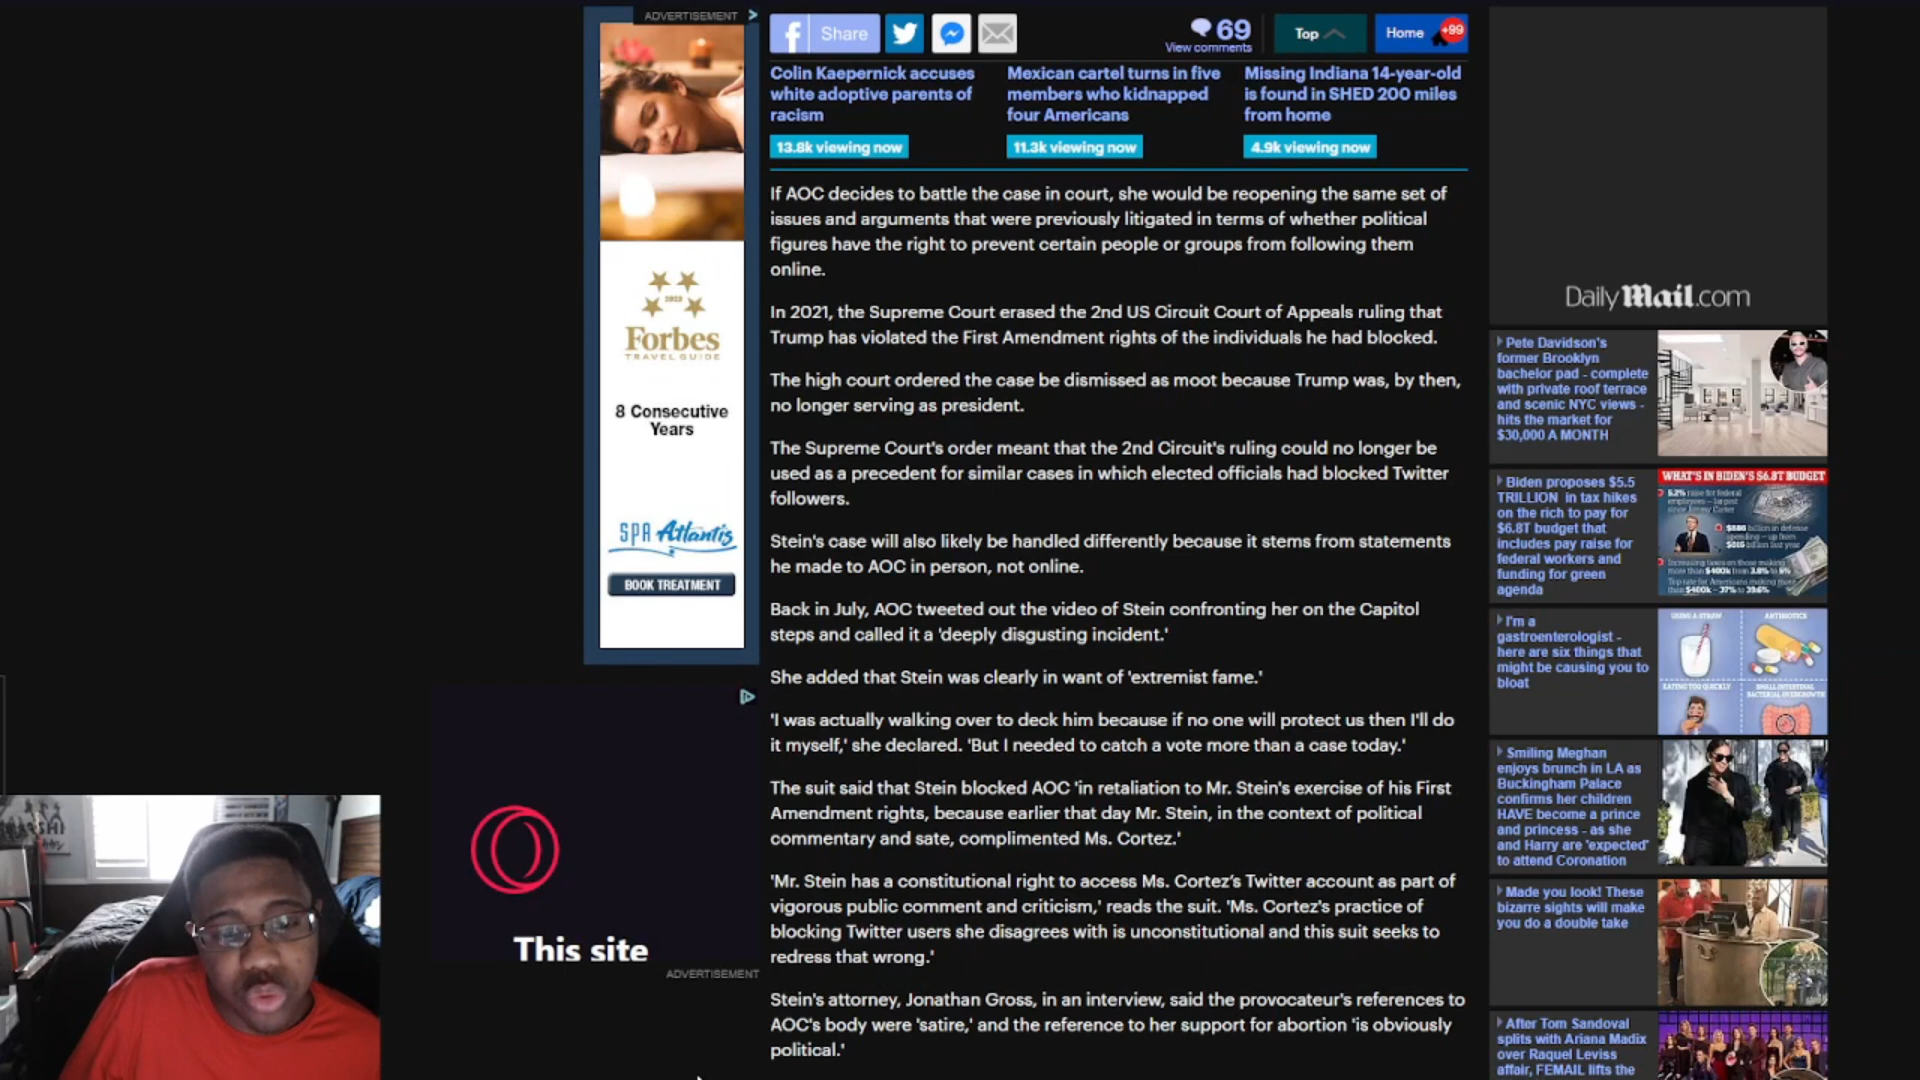 ADVERTISEMENT
Share
69
View comments
Top
Home
+99
Colin Kaepernick accuses
white adoptive parents of
racism
13.8k viewing now
Mexican cartel turns in five
members who kidnapped
four Americans
11.3k viewing now
Missing Indiana 14-year-old
is found in SHED 200 miles
from home
4.9k viewing now
2023
Forbes
TRAVEL GUIDE
8 Consecutive
Years
SPA Atlantis
BOOK TREATMENT
If AOC decides to battle the case in court, she would be reopening the same set of
issues and arguments that were previously litigated in terms of whether political
figures have the right to prevent certain people or groups from following them
online.
In 2021, the Supreme Court erased the 2nd US Circuit Court of Appeals ruling that
Trump has violated the First Amendment rights of the individuals he had blocked.
The high court ordered the case be dismissed as moot because Trump was, by then,
no longer serving as president.
The Supreme Court's order meant that the 2nd Circuit's ruling could no longer be
used as a precedent for similar cases in which elected officials had blocked Twitter
followers.
Stein's case will also likely be handled differently because it stems from statements
he made to AOC in person, not online.
Back in July, AOC tweeted out the video of Stein confronting her on the Capitol
steps and called it a 'deeply disgusting incident.'
She added that Stein was clearly in want of 'extremist fame.'
'I was actually walking over to deck him because if no one will protect us then I'll do
it myself,' she declared. 'But I needed to catch a vote more than a case today.'
The suit said that Stein blocked AOC 'in retaliation to Mr. Stein's exercise of his First
Amendment rights, because earlier that day Mr. Stein, in the context of political
commentary and sate, complimented Ms. Cortez.'
'Mr. Stein has a constitutional right to access Ms. Cortez's Twitter account as part of
vigorous public comment and criticism,' reads the suit. 'Ms. Cortez's practice of
blocking Twitter users she disagrees with is unconstitutional and this suit seeks to
redress that wrong.'
Stein's attorney, Jonathan Gross, in an interview, said the provocateur's references to
AOC's body were 'satire,' and the reference to her support for abortion 'is obviously
political.'
This site
ADVERTISEMENT
Daily Mail.com
Pete Davidson's
former Brooklyn
bachelor pad - complete
with private roof terrace
and scenic NYC views -
hits the market for
$30,000 A MONTH
Biden proposes $5.5
TRILLION in tax hikes
on the rich to pay for
$6.8T budget that
includes pay raise for
federal workers and
funding for green
agenda
WHAT'S IN BIDEN'S $6.8T BUDGET
I'm a
gastroenterologist -
here are six things that
might be causing you to
bloat
USING A STRAW
ANTIBIOTICS
EATING TOO QUICKLY
SMALL INTESTINAL
BACTERIAL OVERGROWTH
Smiling Meghan
enjoys brunch in LA as
Buckingham Palace
confirms her children
HAVE become a prince
and princess - as she
and Harry are 'expected'
to attend Coronation
Made you look! These
bizarre sights will make
you do a double take
After Tom Sandoval
splits with Ariana Madix
over Raquel Leviss
affair, FEMAIL lifts the